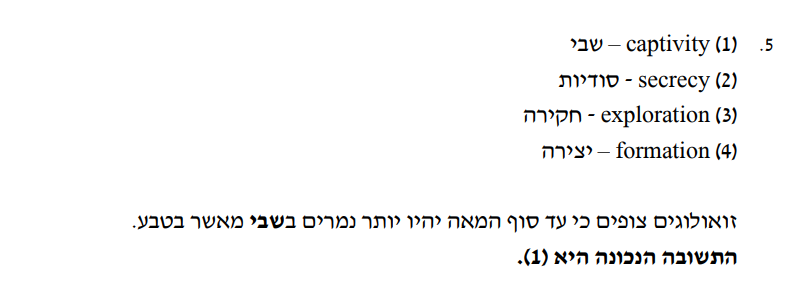 5. (1) captivity – שבי
(2) secrecy - סודיות
(3) exploration - חקירה
(4) formation – יצירה
זואולוגים צופים כי עד סוף המאה יהיו יותר נמרים בשבי מאשר בטבע.
התשובה הנכונה היא (1).